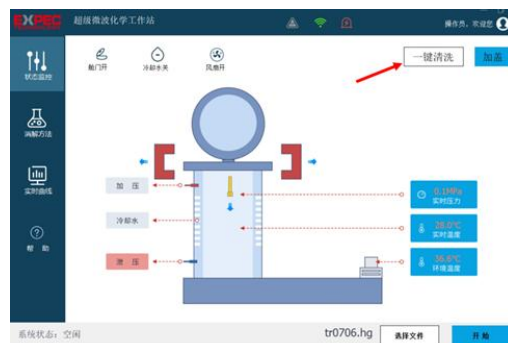 EXPEC 超级微波化学工作站 操作员，欢迎您
状态监控
舱门开 冷却水关 风扇开 一键清洗 加盖
消解方法
实时曲线
帮 助
加 压
冷却水
泄 压
0.1MPa
实时压力
28.0°C
实时温度
36.6°C
环境温度
系统状态：空闲 tr0706.hg 选择文件 开 始